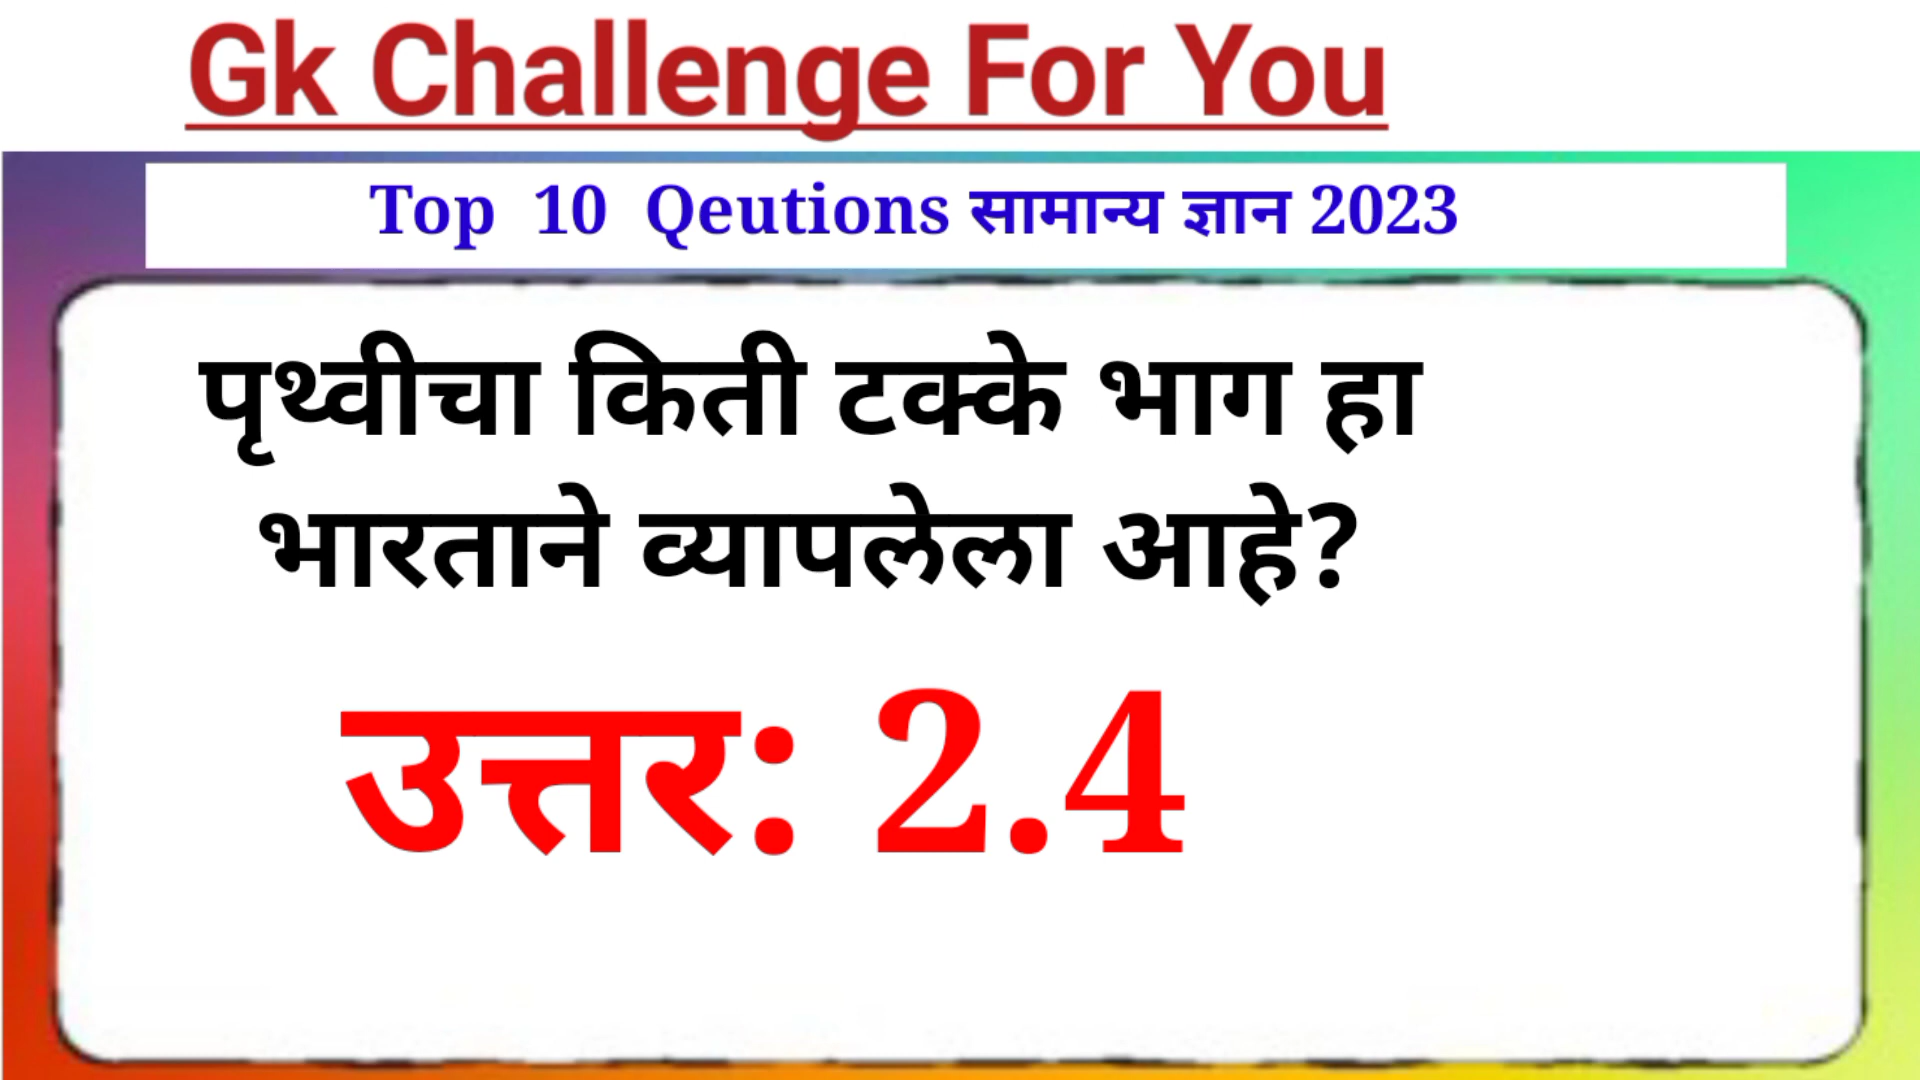 Gk Challenge For You
Top 10 Qeutions सामान्य ज्ञान 2023
पृथ्वीचा किती टक्के भाग हा
भारताने व्यापलेला आहे?
उत्तर: 2.4